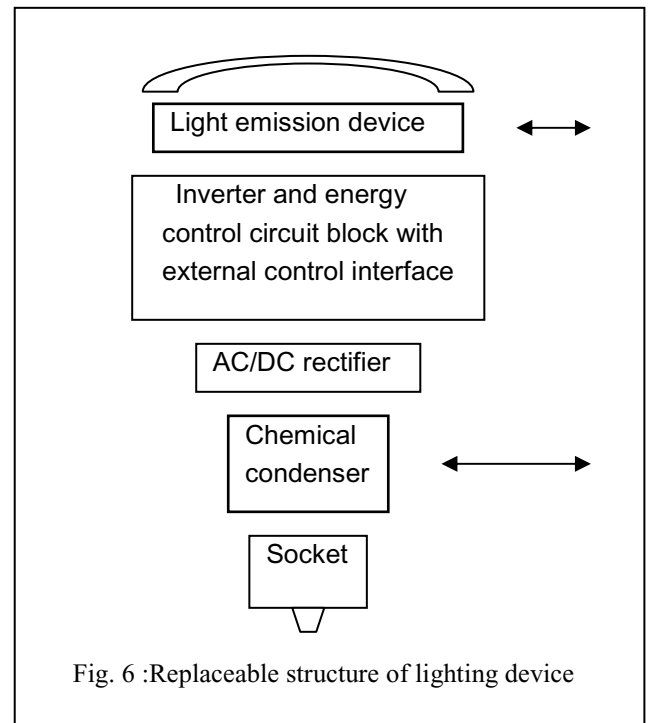 Light emission device
Inverter and energy
control circuit block with
external control interface
AC/DC rectifier
Chemical
condenser
Socket
Fig. 6 :Replaceable structure of lighting device